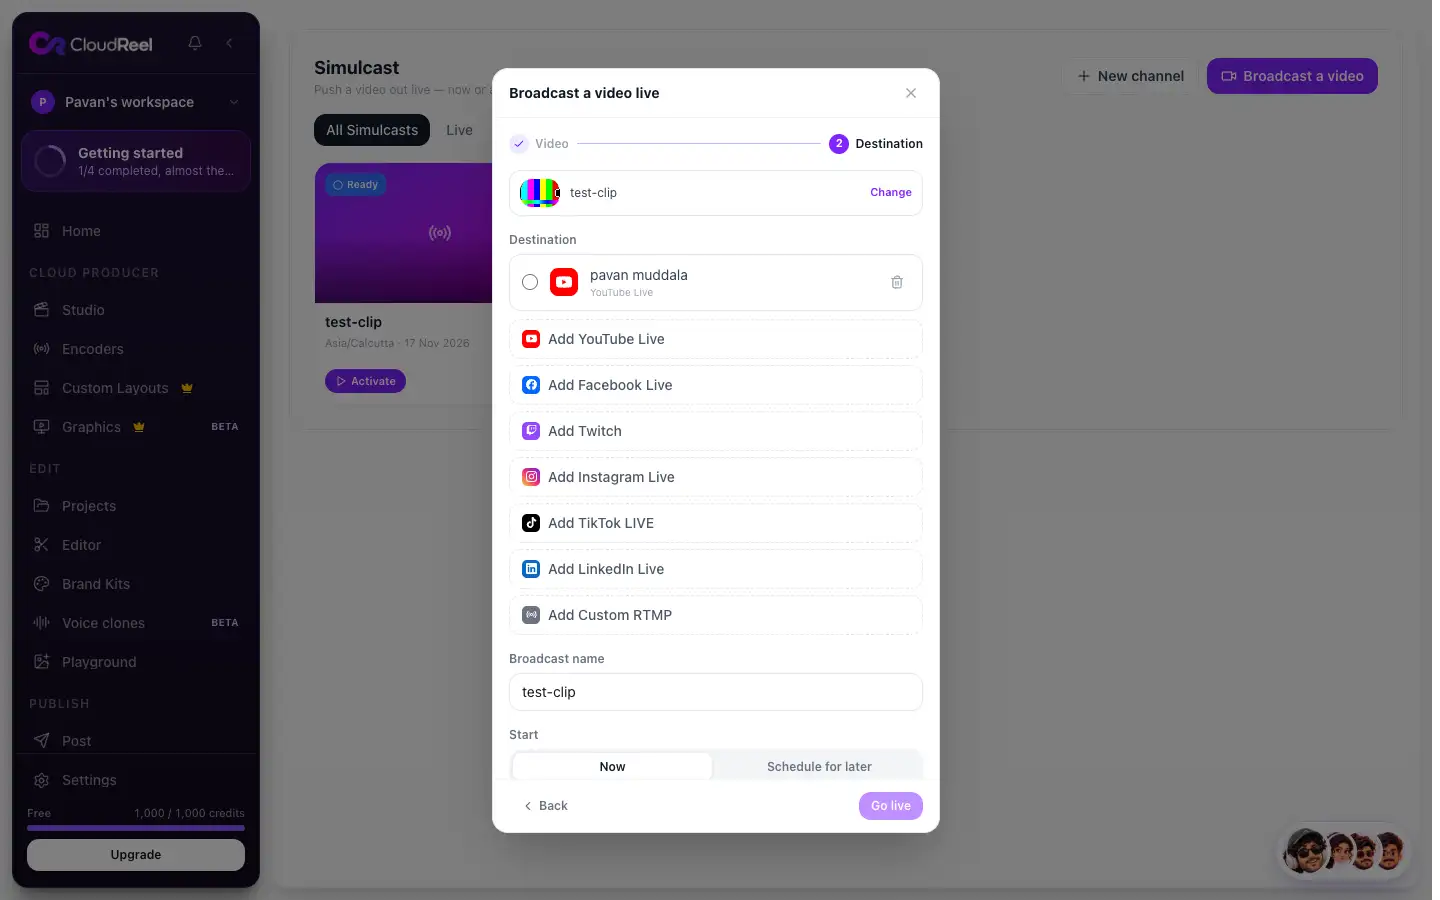 CloudReel
P
Pavan's workspace
Getting started
1/4 completed, almost the...
Home
CLOUD PRODUCER
Studio
Encoders
Custom Layouts
Graphics
BETA
EDIT
Projects
Editor
Brand Kits
Voice clones
BETA
Playground
PUBLISH
Post
Settings
Free
1,000 / 1,000 credits
Upgrade
Simulcast
Push a video out live — now or
New channel
Broadcast a video
All Simulcasts
Live
Ready
test-clip
Asia/Calcutta · 17 Nov 2026
Activate
Broadcast a video live
Video
2
Destination
test-clip
Change
Destination
pavan muddala
YouTube Live
Add YouTube Live
Add Facebook Live
Add Twitch
Add Instagram Live
Add TikTok LIVE
Add LinkedIn Live
Add Custom RTMP
Broadcast name
test-clip
Start
Now
Schedule for later
Back
Go live